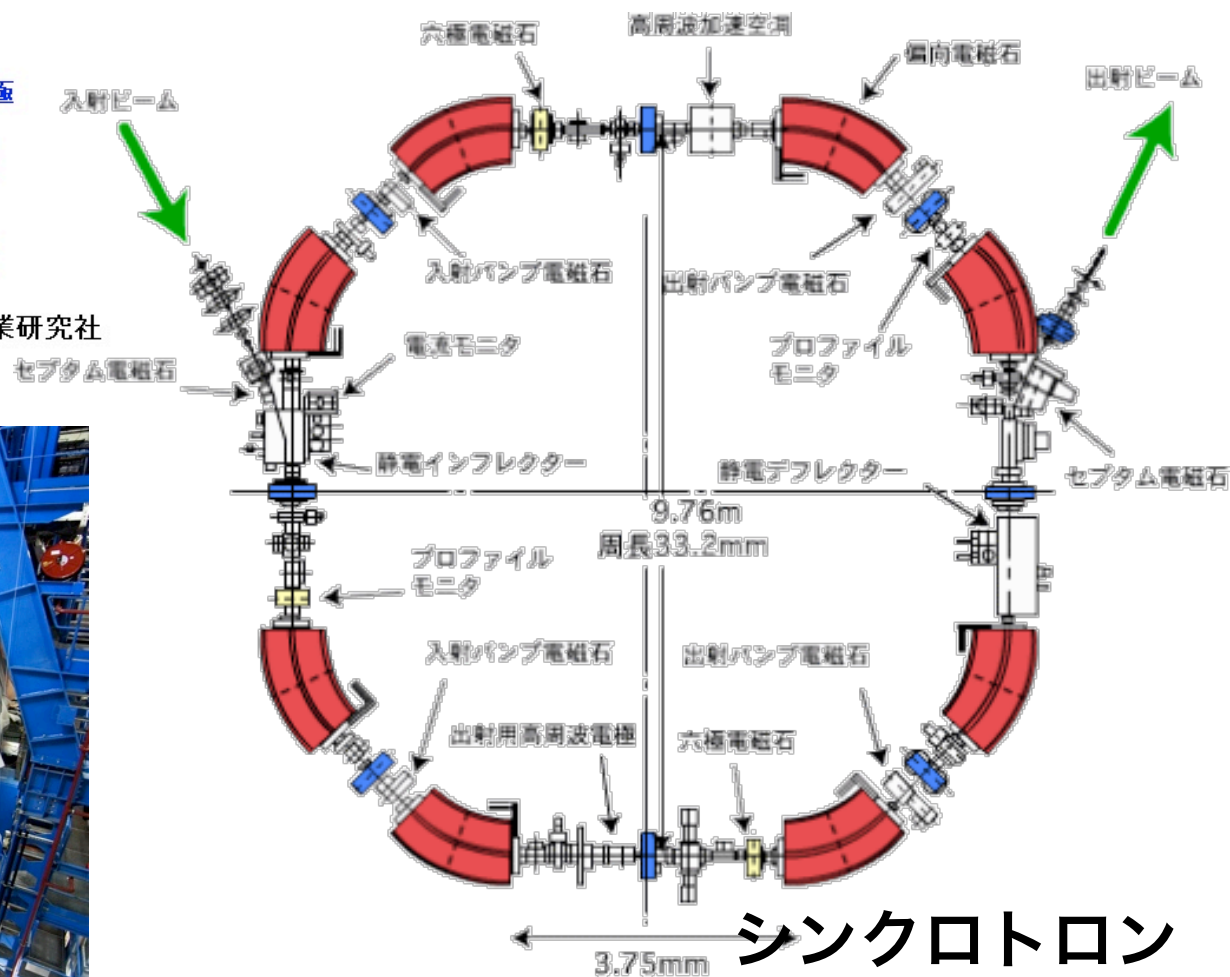 六極電磁石
高周波加速空洞
偏向電磁石
極
入射ビーム
出射ビーム
入射バンプ電磁石
出射バンプ電磁石
業研究社
セプタム電磁石
電流モニタ
プロファイル
モニタ
静電インフレクター
静電デフレクター
セプタム電磁石
9.76m
周長33.2mm
プロファイル
モニタ
入射バンプ電磁石
出射バンプ電磁石
出射用高周波電極
六極電磁石
シンクロトロン
3.75mm